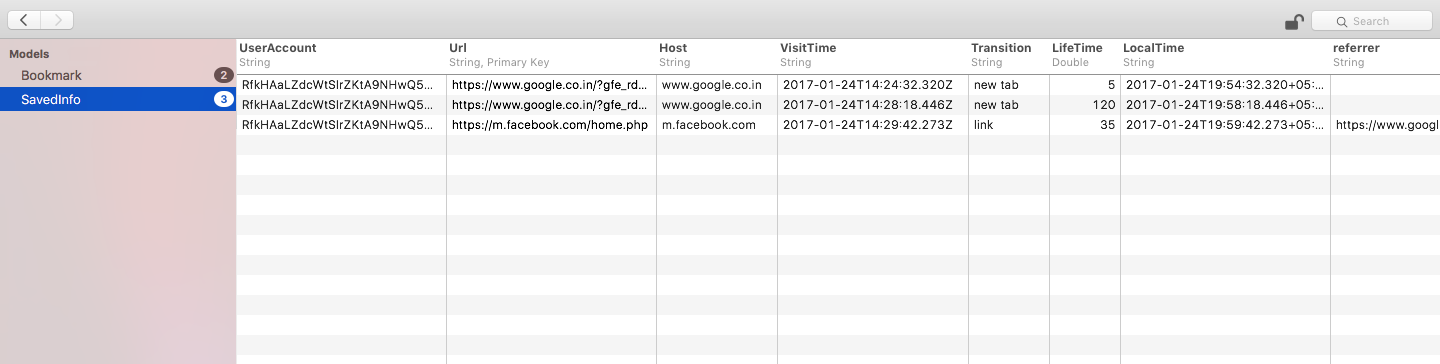 Search
Models
Bookmark 2
SavedInfo 3
UserAccount Url Host VisitTime Transition LifeTime LocalTime referrer
String String, Primary Key String String String Double String String
RfkHAaLZdcWtSIrZKtA9NHwQ5... https://www.google.co.in/?gfe_rd... www.google.co.in 2017-01-24T14:24:32.320Z new tab 5 2017-01-24T19:54:32.320+05:...
RfkHAaLZdcWtSIrZKtA9NHwQ5... https://www.google.co.in/?gfe_rd... www.google.co.in 2017-01-24T14:28:18.446Z new tab 120 2017-01-24T19:58:18.446+05:...
RfkHAaLZdcWtSIrZKtA9NHwQ5... https://m.facebook.com/home.php m.facebook.com 2017-01-24T14:29:42.273Z link 35 2017-01-24T19:59:42.273+05:... https://www.googl